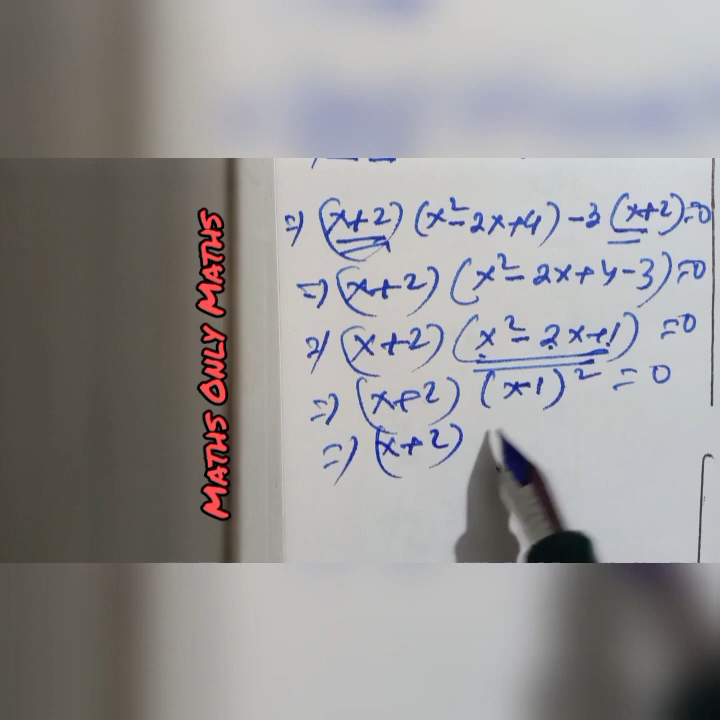 MATHS ONLY MATHS
⇒ (x+2) (x²-2x+4) -3 (x+2)=0
⇒ (x+2) (x²-2x+4-3)=0
⇒ (x+2) (x²-2x+1) =0
⇒ (x+2) (x-1)² = 0
⇒ (x+2)